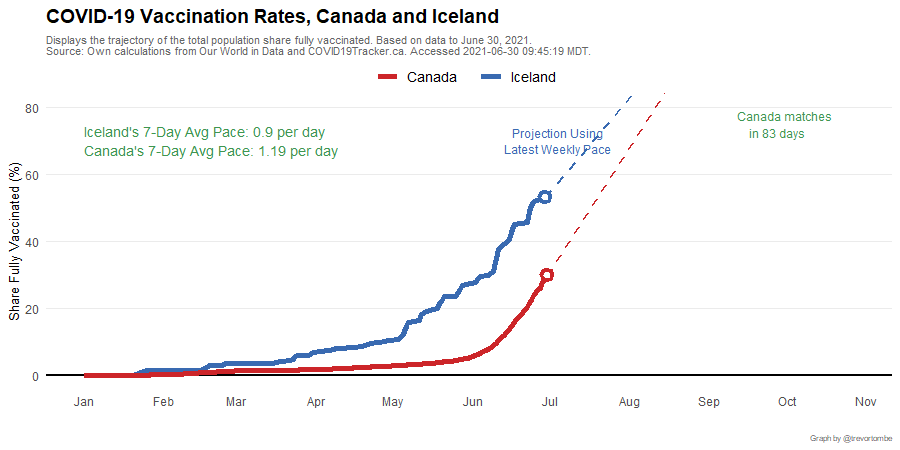 COVID-19 Vaccination Rates, Canada and Iceland
Displays the trajectory of the total population share fully vaccinated. Based on data to June 30, 2021.
Source: Own calculations from Our World in Data and COVID19Tracker.ca. Accessed 2021-06-30 09:45:19 MDT.
Canada Iceland
Iceland's 7-Day Avg Pace: 0.9 per day
Canada's 7-Day Avg Pace: 1.19 per day
Projection Using
Latest Weekly Pace
Canada matches
in 83 days
Share Fully Vaccinated (%)
80
60
40
20
0
Jan Feb Mar Apr May Jun Jul Aug Sep Oct Nov
Graph by @trevortombe